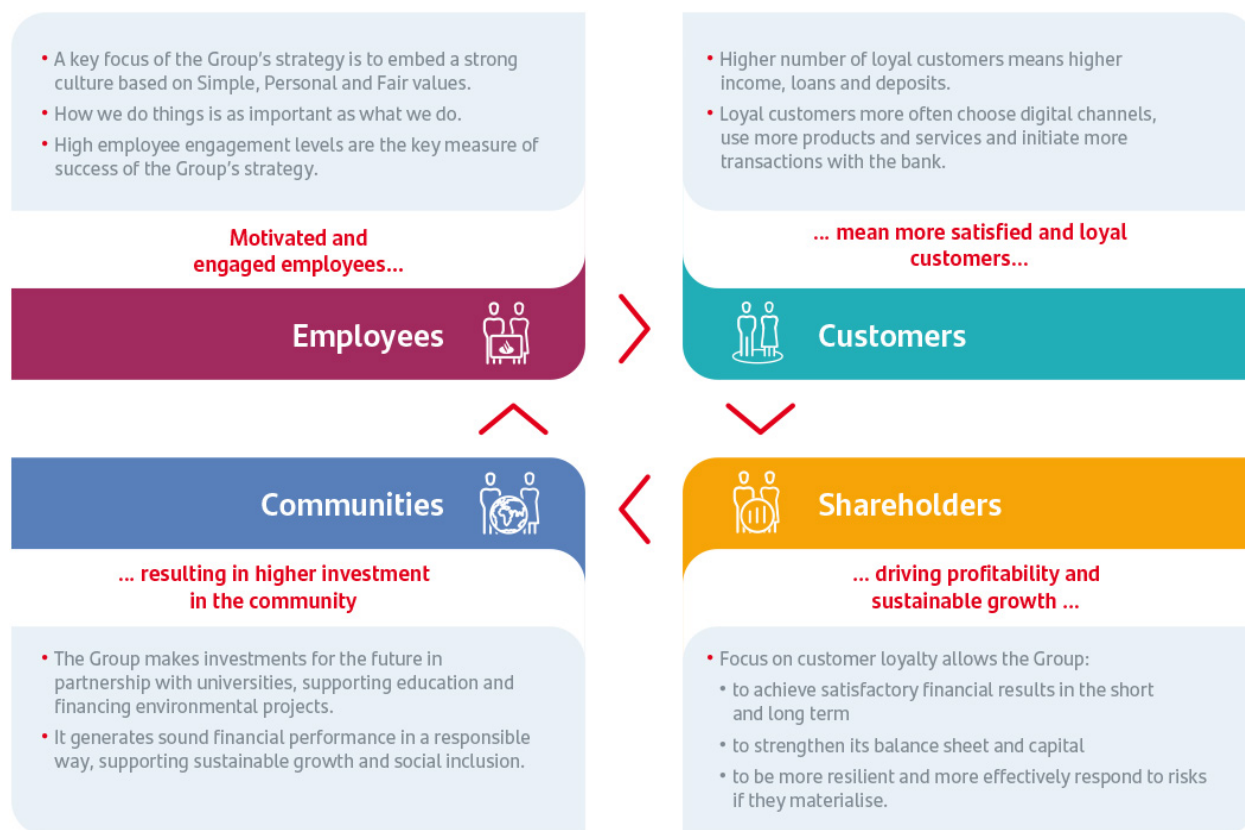 • A key focus of the Group's strategy is to embed a strong
culture based on Simple, Personal and Fair values.
• How we do things is as important as what we do.
• High employee engagement levels are the key measure of
success of the Group's strategy.
Motivated and
engaged employees...
Employees
• Higher number of loyal customers means higher
income, loans and deposits.
• Loyal customers more often choose digital channels,
use more products and services and initiate more
transactions with the bank.
... mean more satisfied and loyal
customers...
Customers
Communities
... resulting in higher investment
in the community
• The Group makes investments for the future in
partnership with universities, supporting education and
financing environmental projects.
• It generates sound financial performance in a responsible
way, supporting sustainable growth and social inclusion.
Shareholders
... driving profitability and
sustainable growth ...
• Focus on customer loyalty allows the Group:
• to achieve satisfactory financial results in the short
and long term
• to strengthen its balance sheet and capital
• to be more resilient and more effectively respond to risks
if they materialise.